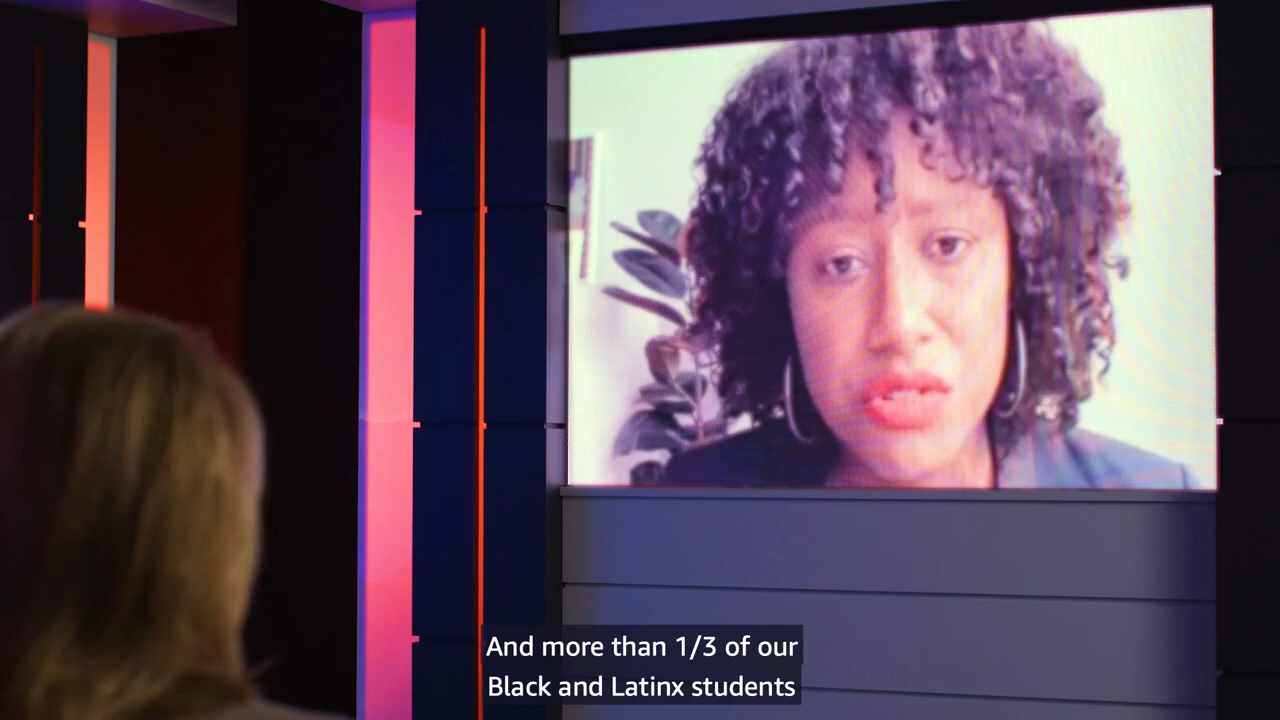 And more than 1/3 of our
Black and Latinx students